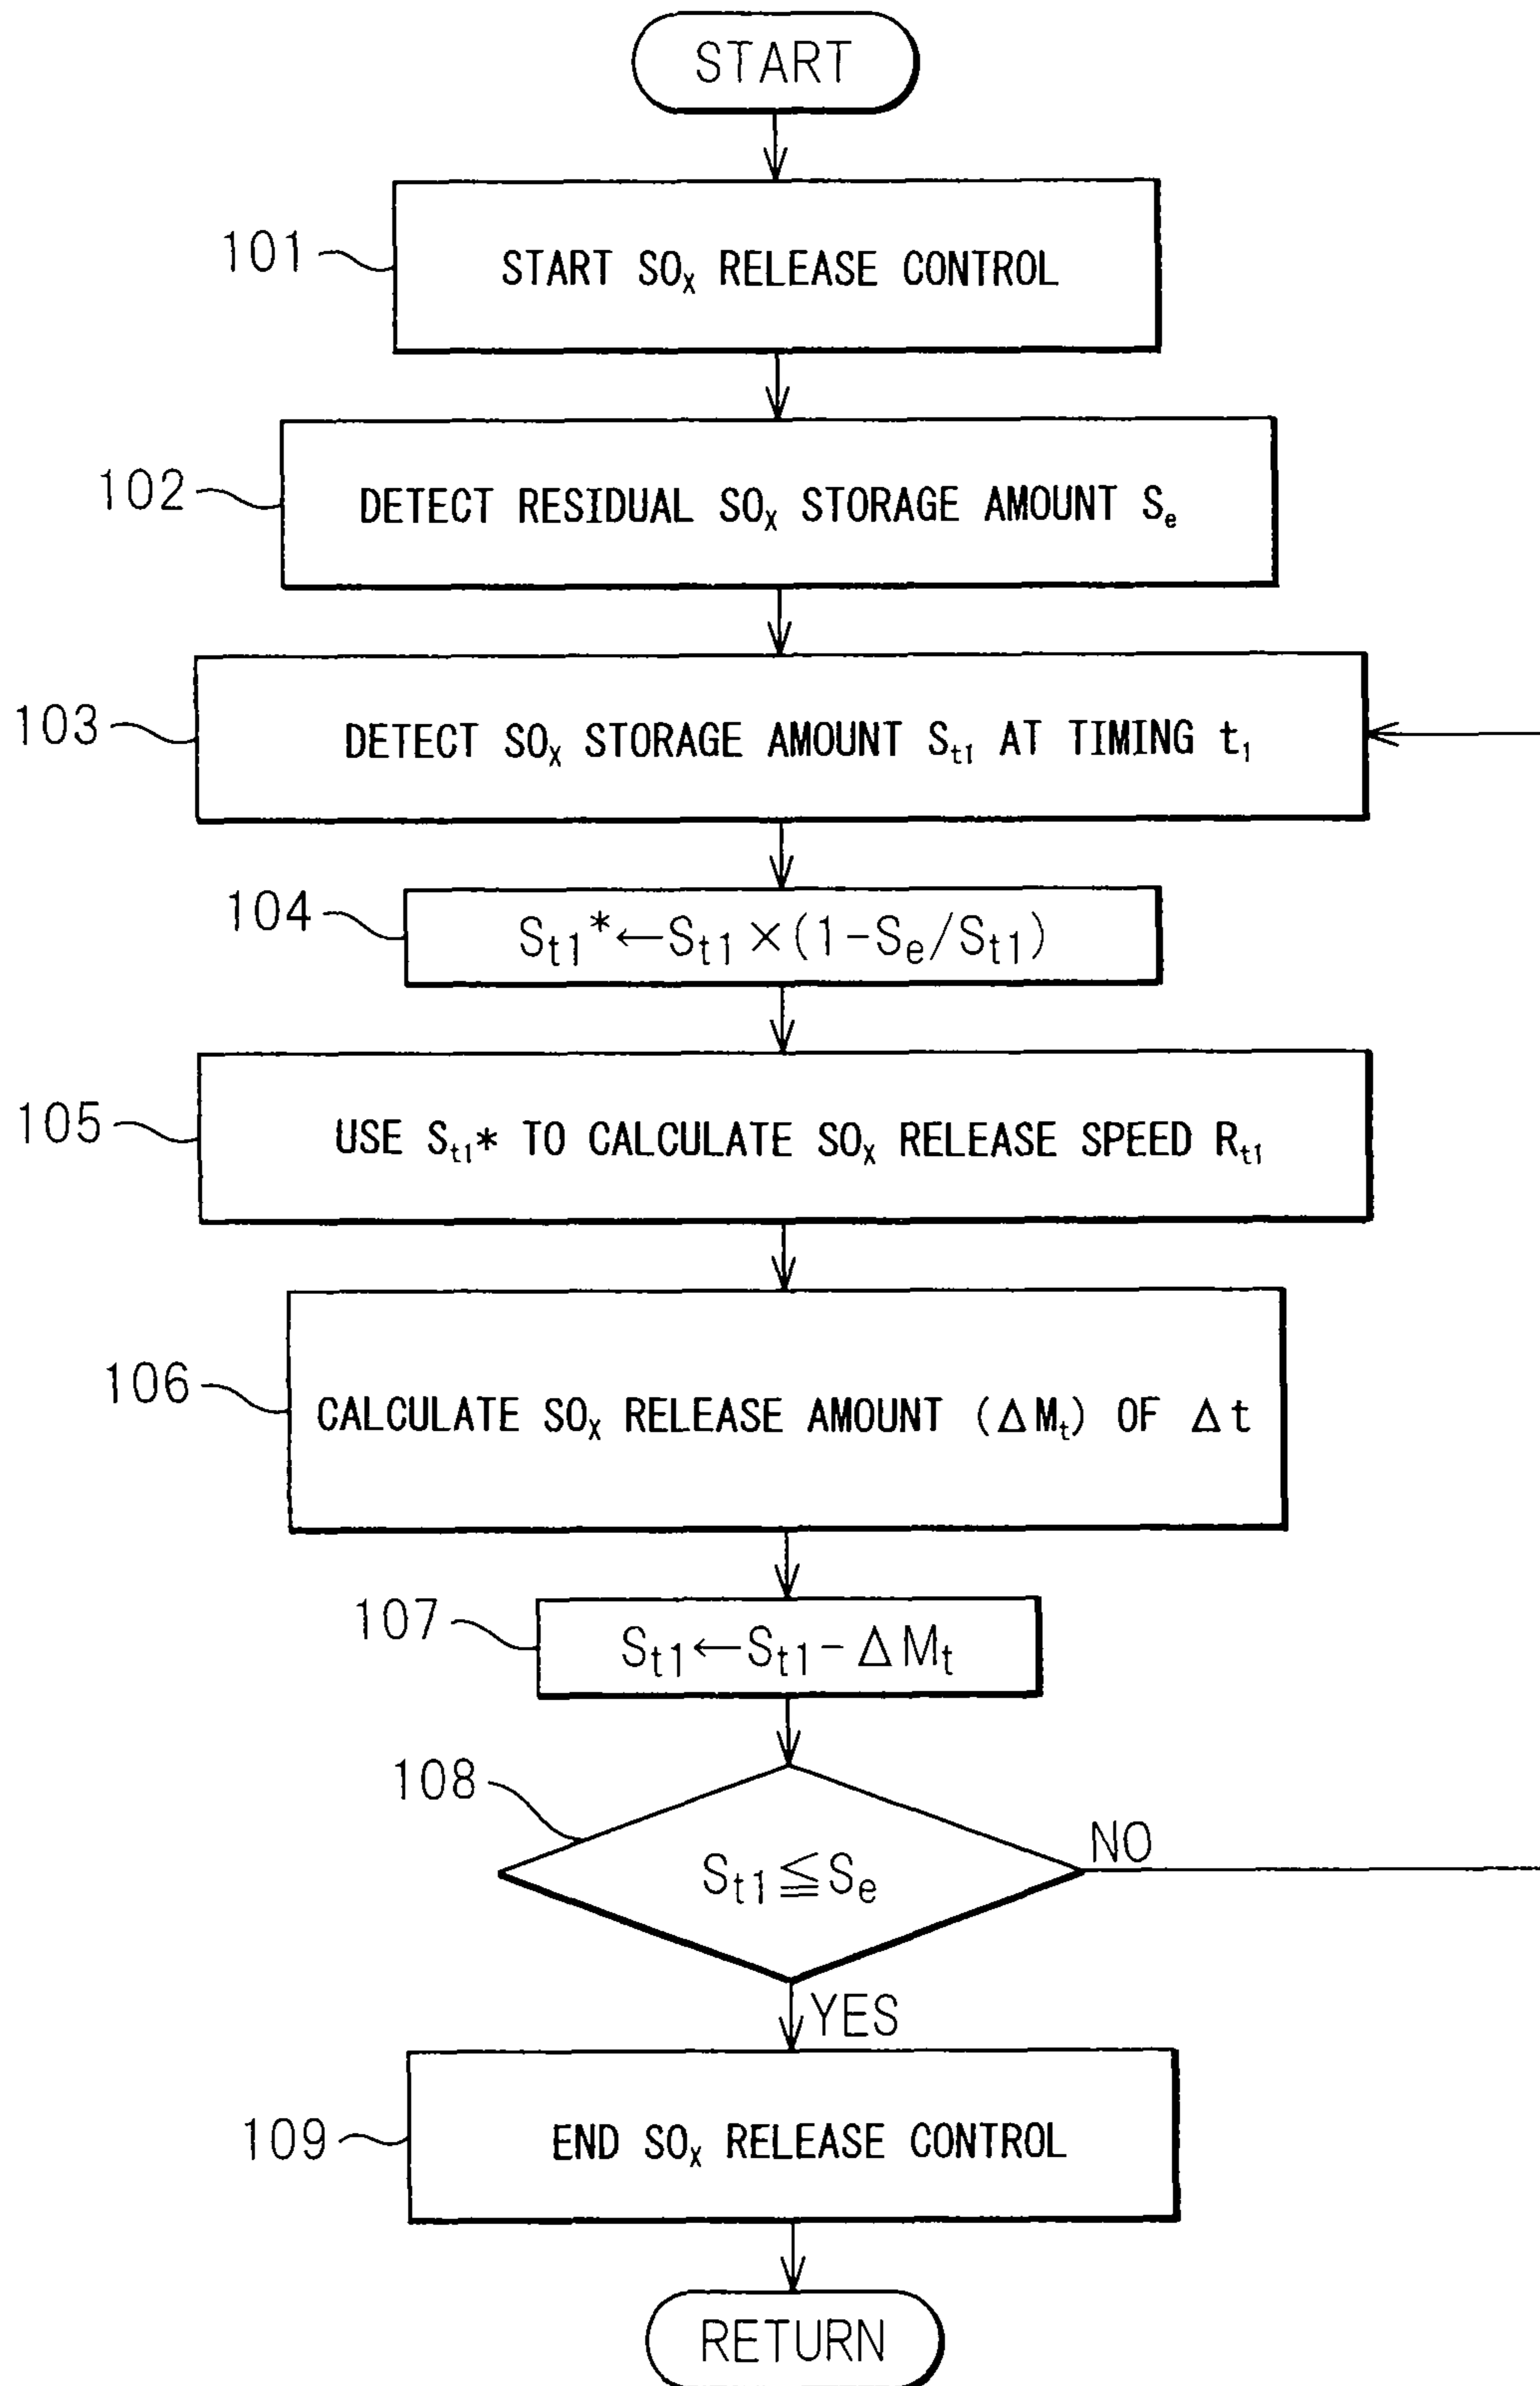 START
101
START SOₓ RELEASE CONTROL
102
DETECT RESIDUAL SOₓ STORAGE AMOUNT Sₑ
103
DETECT SOₓ STORAGE AMOUNT Sₜ₁ AT TIMING t₁
104
Sₜ₁*←Sₜ₁×(1-Sₑ/Sₜ₁)
105
USE Sₜ₁* TO CALCULATE SOₓ RELEASE SPEED Rₜ₁
106
CALCULATE SOₓ RELEASE AMOUNT (ΔMₜ) OF Δt
107
Sₜ₁←Sₜ₁-ΔMₜ
108
Sₜ₁≦Sₑ
NO
YES
109
END SOₓ RELEASE CONTROL
RETURN